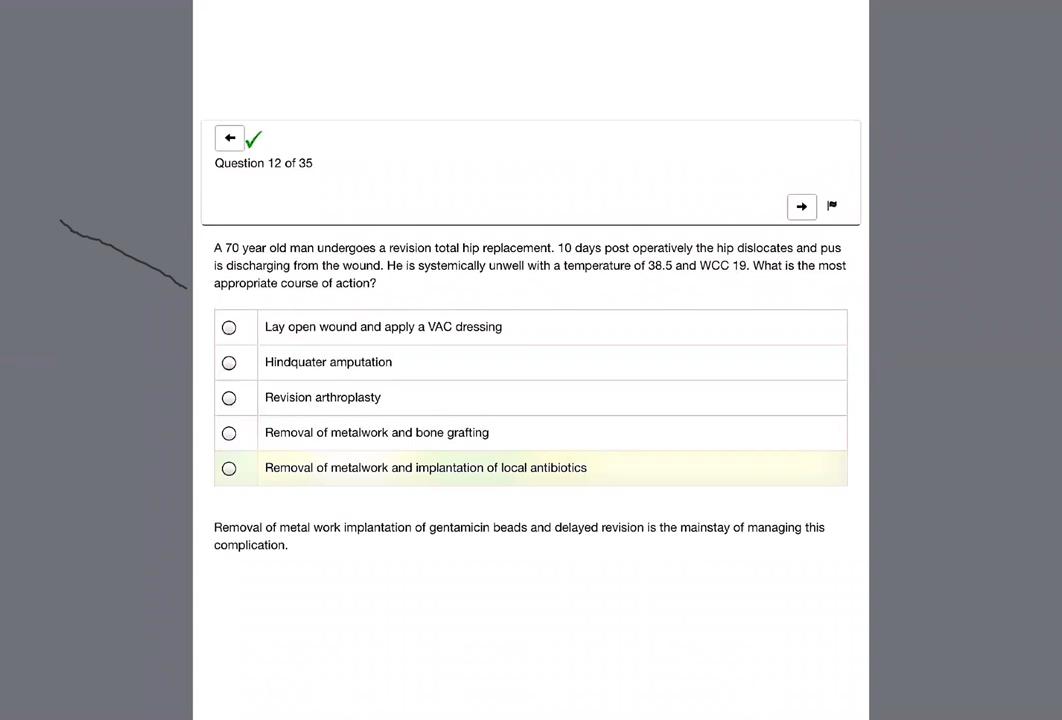 Question 12 of 35
A 70 year old man undergoes a revision total hip replacement. 10 days post operatively the hip dislocates and pus
is discharging from the wound. He is systemically unwell with a temperature of 38.5 and WCC 19. What is the most
appropriate course of action?
Lay open wound and apply a VAC dressing
Hindquater amputation
Revision arthroplasty
Removal of metalwork and bone grafting
Removal of metalwork and implantation of local antibiotics
Removal of metal work implantation of gentamicin beads and delayed revision is the mainstay of managing this
complication.